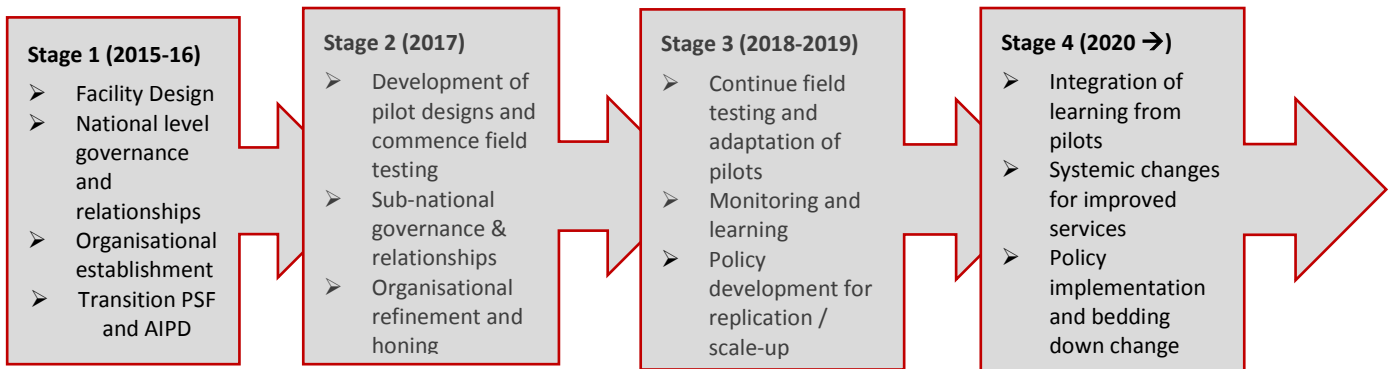 Stage 1 (2015-16)
➢ Facility Design
➢ National level
governance
and
relationships
➢ Organisational
establishment
➢ Transition PSF
and AIPD
Stage 2 (2017)
➢ Development of
pilot designs and
commence field
testing
➢ Sub-national
governance &
relationships
➢ Organisational
refinement and
honing
Stage 3 (2018-2019)
➢ Continue field
testing and
adaptation of
pilots
➢ Monitoring and
learning
➢ Policy
development for
replication /
scale-up
Stage 4 (2020 →)
➢ Integration of
learning from
pilots
➢ Systemic changes
for improved
services
➢ Policy
implementation
and bedding
down change